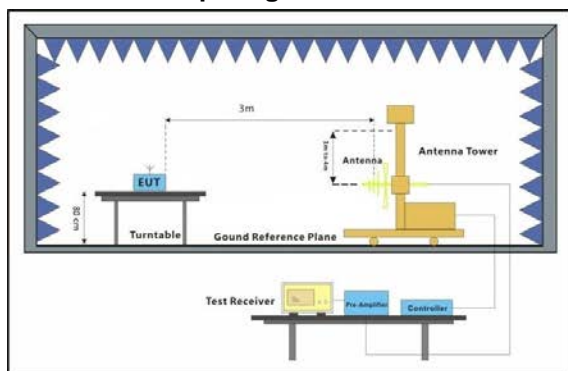 3m
1m to 4m
Antenna
Antenna Tower
EUT
80 cm
Turntable
Gound Reference Plane
Test Receiver
Pre Amplifier
Controller